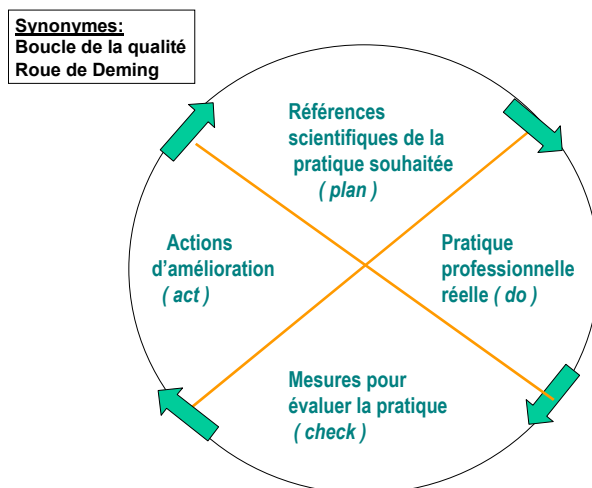 Synonymes:
Boucle de la qualité
Roue de Deming
Références
scientifiques de la
pratique souhaitée
( plan )
Actions
d’amélioration
( act )
Pratique
professionnelle
réelle ( do )
Mesures pour
évaluer la pratique
( check )